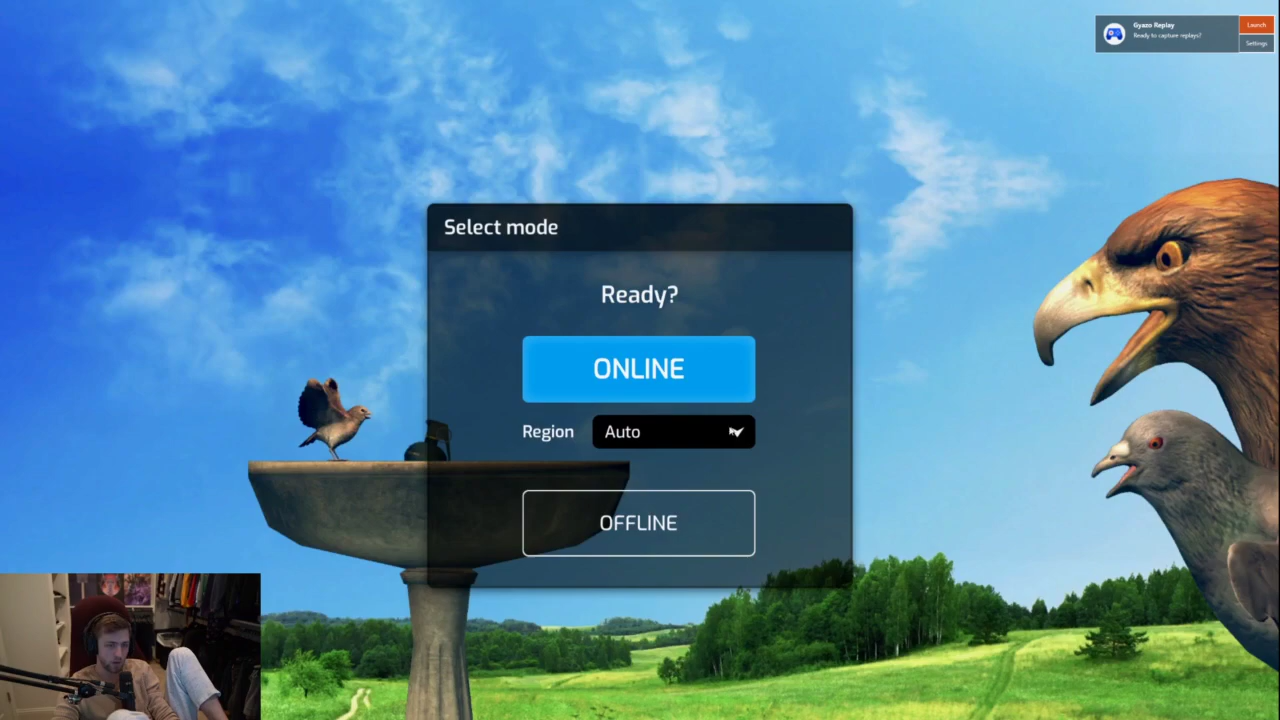 Gyazo Replay
Ready to capture replays?
Launch
Settings
Select mode
Ready?
ONLINE
Region
Auto
OFFLINE